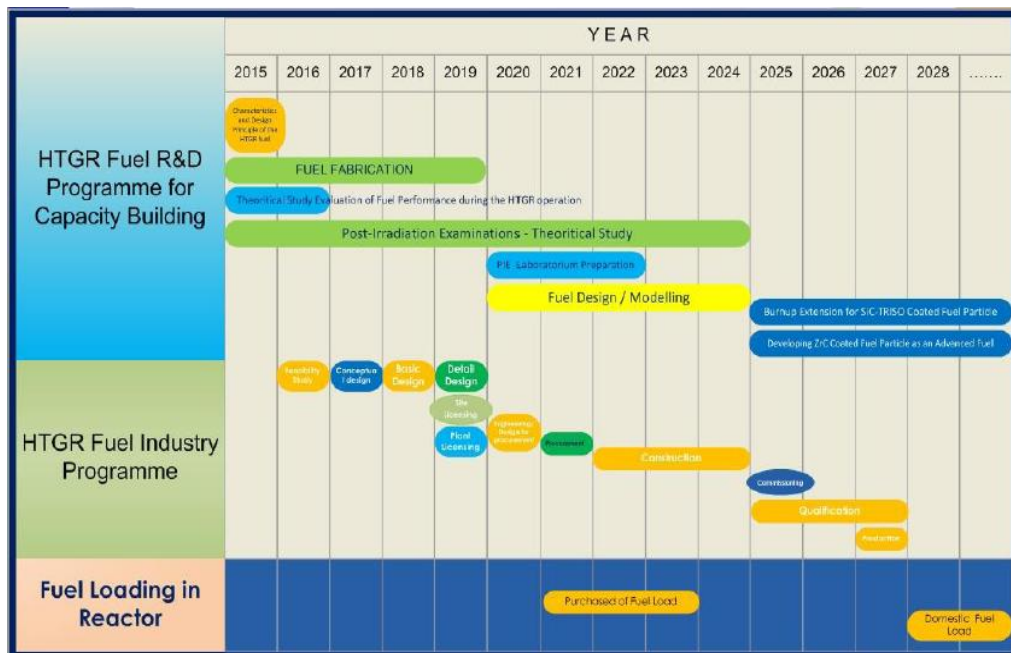 YEAR
2015 2016 2017 2018 2019 2020 2021 2022 2023 2024 2025 2026 2027 2028 .......
HTGR Fuel R&D
Programme for
Capacity Building
Characteristics
and Design
Principle of the
HTGR fuel
FUEL FABRICATION
Theoritical Study Evaluation of Fuel Performance during the HTGR operation
Post-Irradiation Examinations - Theoritical Study
PIE Laboratorium Preparation
Fuel Design / Modelling
Burnup Extension for SiC-TRISO Coated Fuel Particle
Developing ZrC Coated Fuel Particle as an Advanced Fuel
HTGR Fuel Industry
Programme
Feasibility
Study
Conceptua
l design
Basic
Design
Detail
Design
Site
Licensing
Plant
Licensing
Engineering
Design to
procurement
Procurement
Construction
Commissioning
Qualification
Production
Fuel Loading in
Reactor
Purchased of Fuel Load
Domestic Fuel
Load